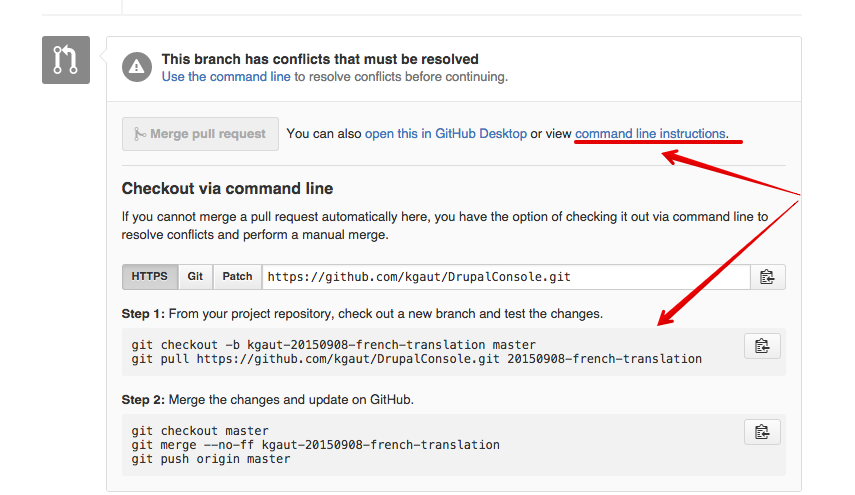 This branch has conflicts that must be resolved
Use the command line to resolve conflicts before continuing.
Merge pull request You can also open this in GitHub Desktop or view command line instructions.
Checkout via command line
If you cannot merge a pull request automatically here, you have the option of checking it out via command line to
resolve conflicts and perform a manual merge.
HTTPS Git Patch https://github.com/kgaut/DrupalConsole.git
Step 1: From your project repository, check out a new branch and test the changes.
git checkout -b kgaut-20150908-french-translation master
git pull https://github.com/kgaut/DrupalConsole.git 20150908-french-translation
Step 2: Merge the changes and update on GitHub.
git checkout master
git merge --no-ff kgaut-20150908-french-translation
git push origin master